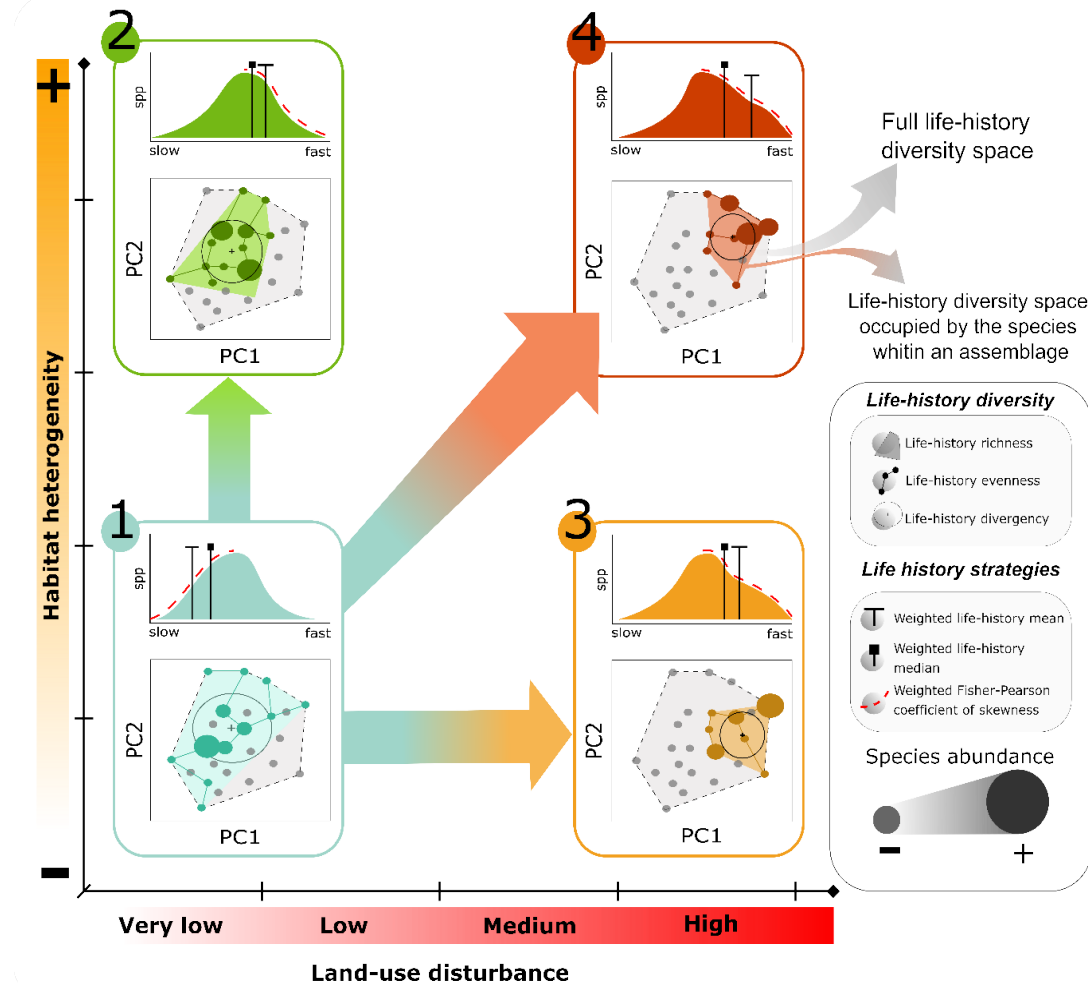 2
spp
slow
fast
PC2
PC1
4
spp
slow
fast
PC2
PC1
Full life-history
diversity space
Life-history diversity space
occupied by the species
whitin an assemblage
+
Habitat heterogeneity
-
1
spp
slow
fast
PC2
PC1
3
spp
slow
fast
PC2
PC1
Life-history diversity
Life-history richness
Life-history evenness
Life-history divergency
Life history strategies
Weighted life-history mean
Weighted life-history
median
Weighted Fisher-Pearson
coefficient of skewness
Species abundance
- +
Very low Low Medium High
Land-use disturbance